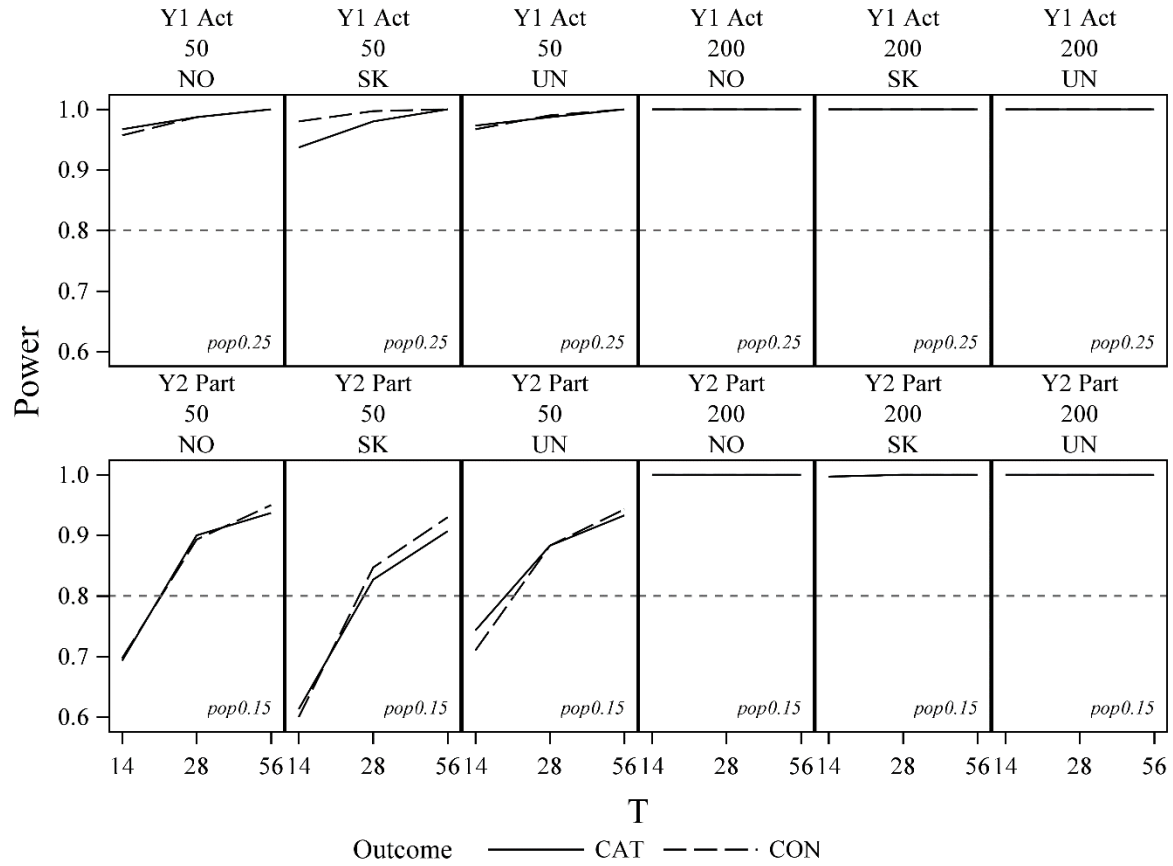 Y1 Act Y1 Act Y1 Act Y1 Act Y1 Act Y1 Act
50 50 50 200 200 200
NO SK UN NO SK UN
1.0
0.9
0.8
0.7
0.6
pop0.25 pop0.25 pop0.25 pop0.25 pop0.25 pop0.25
Power
Y2 Part Y2 Part Y2 Part Y2 Part Y2 Part Y2 Part
50 50 50 200 200 200
NO SK UN NO SK UN
1.0
0.9
0.8
0.7
0.6
pop0.15 pop0.15 pop0.15 pop0.15 pop0.15 pop0.15
14 28 56 14 28 56 14 28 56 14 28 56 14 28 56 14 28 56
T
Outcome CAT CON